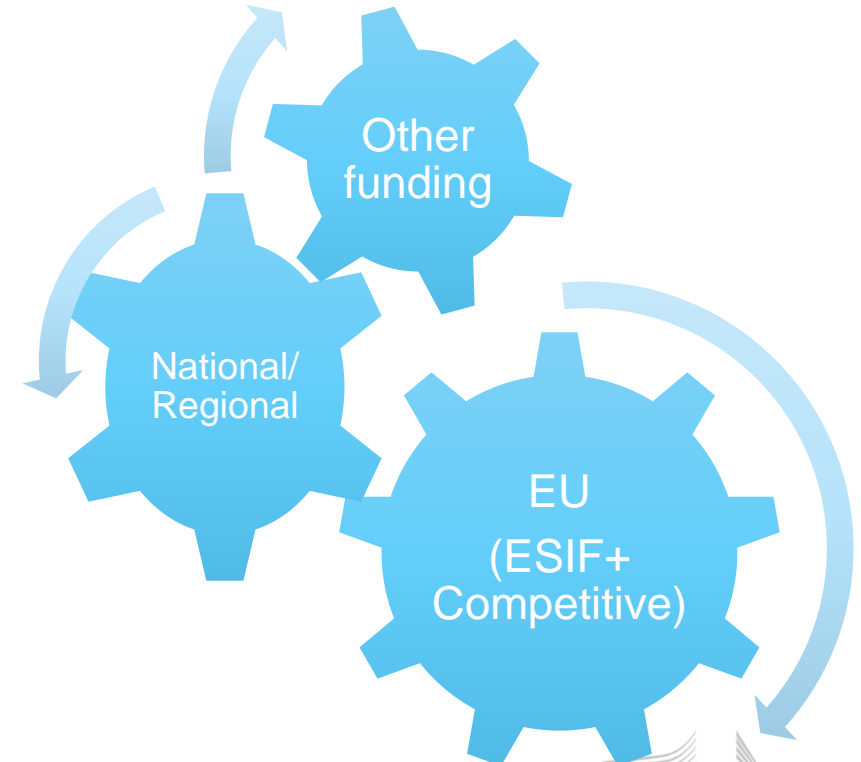 Other
funding
National/
Regional
EU
(ESIF+
Competitive)